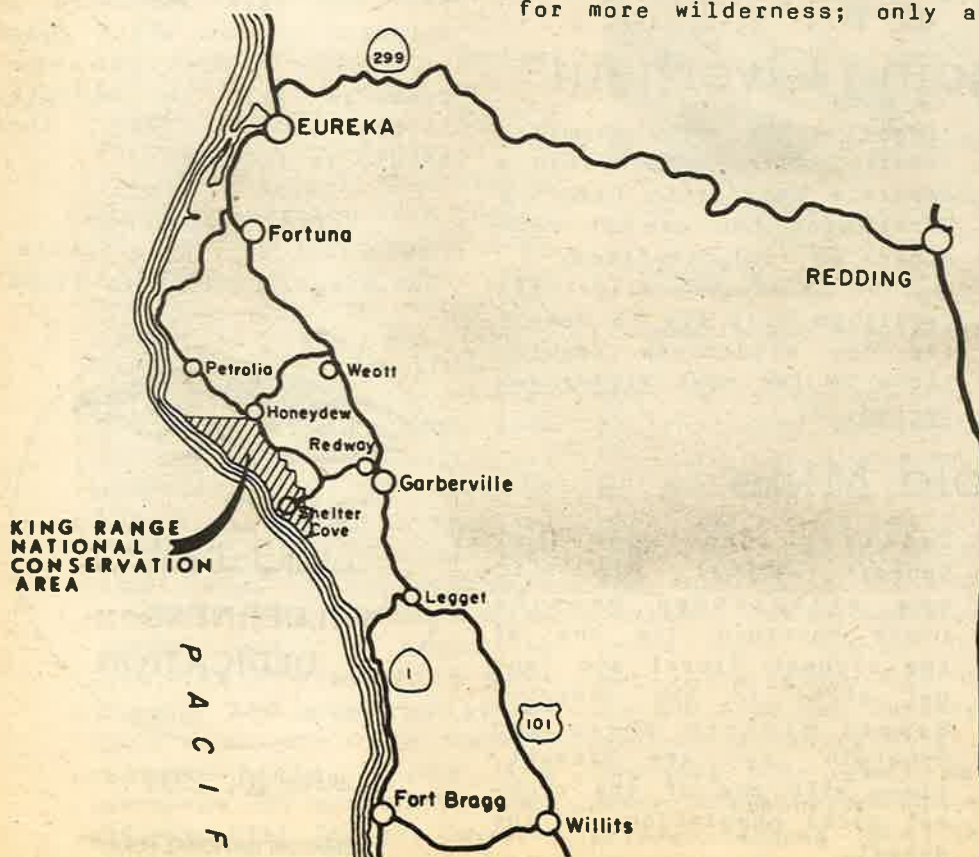 for more wilderness; only a
299
EUREKA
Fortuna
REDDING
Petrolia
Weott
Honeydew
Redway
Garberville
Shelter
Cove
KING RANGE
NATIONAL
CONSERVATION
AREA
Legget
1
101
Fort Bragg
Willits
P
A
C
I
F